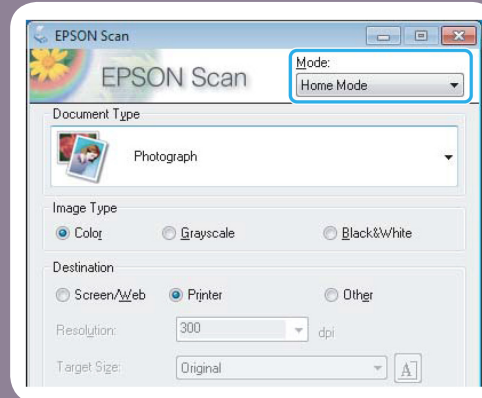 EPSON Scan
EPSON Scan
Mode:
Home Mode
Document Type
Photograph
Image Type
Color Grayscale Black&White
Destination
Screen/Web Printer Other
Resolution: 300 dpi
Target Size: Original A